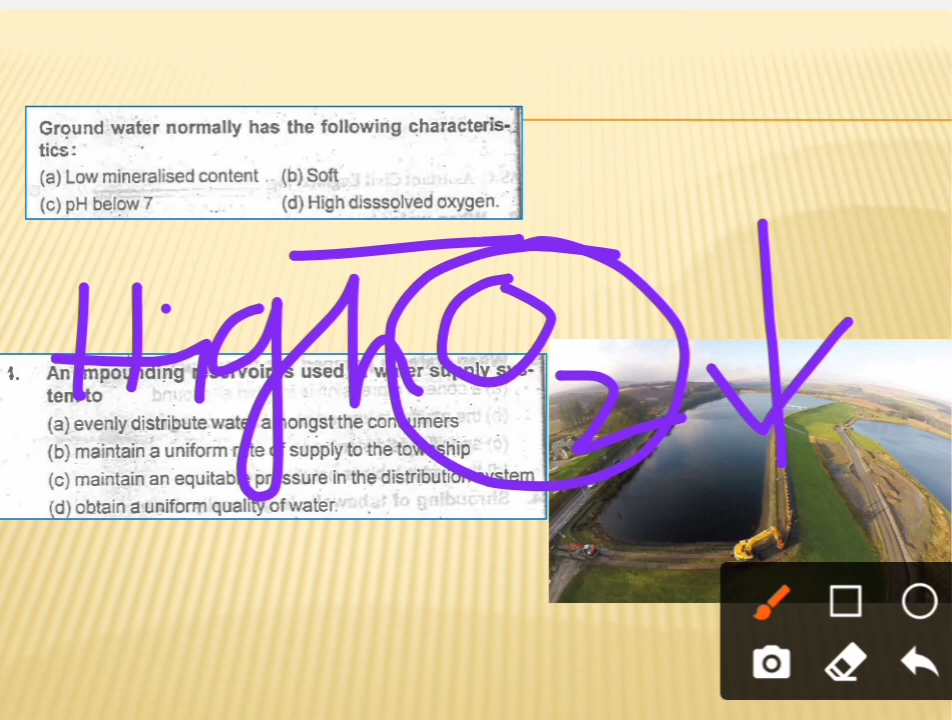 Ground water normally has the following characteris-
tics:
(a) Low mineralised content (b) Soft
(c) pH below 7 (d) High disssolved oxygen.
High O2
1. An impounding reservoir is used in water supply sys-
tem to
(a) evenly distribute water amongst the consumers
(b) maintain a uniform rate of supply to the township
(c) maintain an equitable pressure in the distribution system
(d) obtain a uniform quality of water.